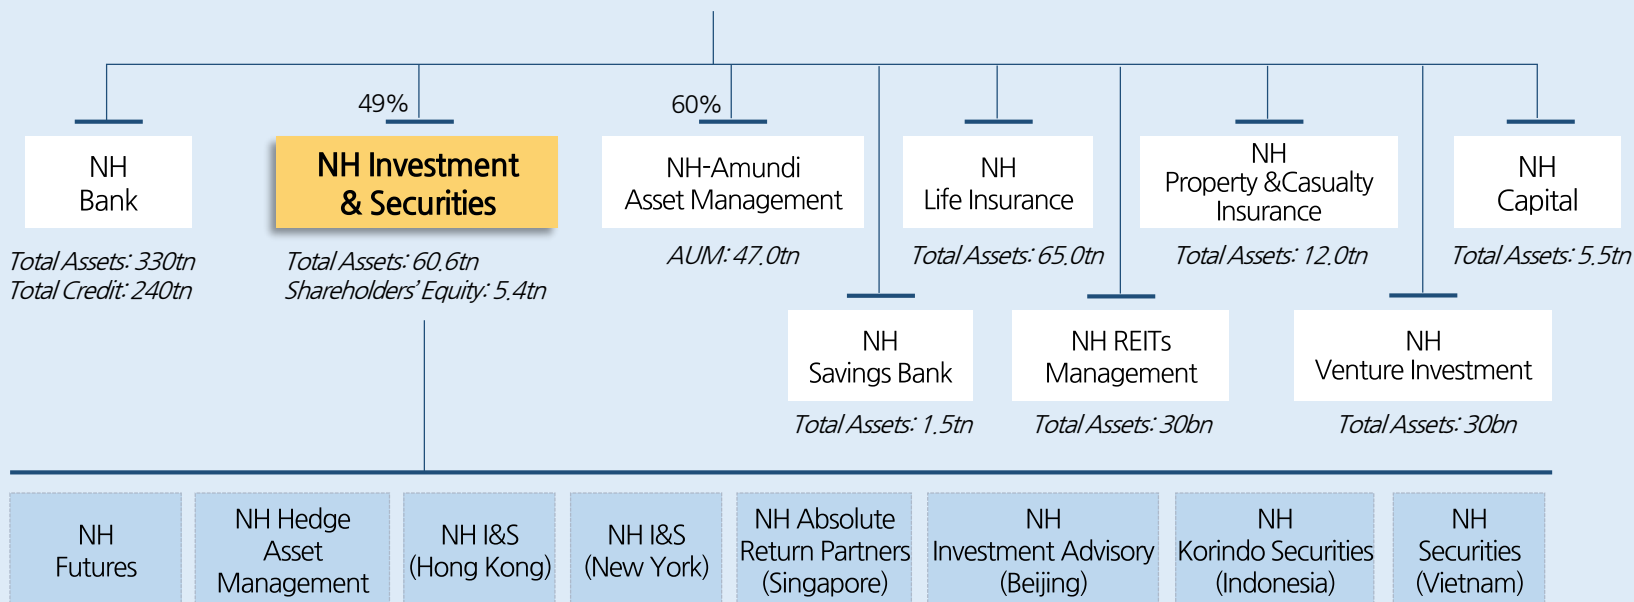 49%
60%
NH
Bank
NH Investment
& Securities
NH-Amundi
Asset Management
NH
Life Insurance
NH
Property &Casualty
Insurance
NH
Capital
Total Assets: 330tn
Total Credit: 240tn
Total Assets: 60.6tn
Shareholders' Equity: 5.4tn
AUM: 47.0tn
Total Assets: 65.0tn
Total Assets: 12.0tn
Total Assets: 5.5tn
NH
Savings Bank
NH REITs
Management
NH
Venture Investment
Total Assets: 1.5tn
Total Assets: 30bn
Total Assets: 30bn
NH
Futures
NH Hedge
Asset
Management
NH I&S
(Hong Kong)
NH I&S
(New York)
NH Absolute
Return Partners
(Singapore)
NH
Investment Advisory
(Beijing)
NH
Korindo Securities
(Indonesia)
NH
Securities
(Vietnam)